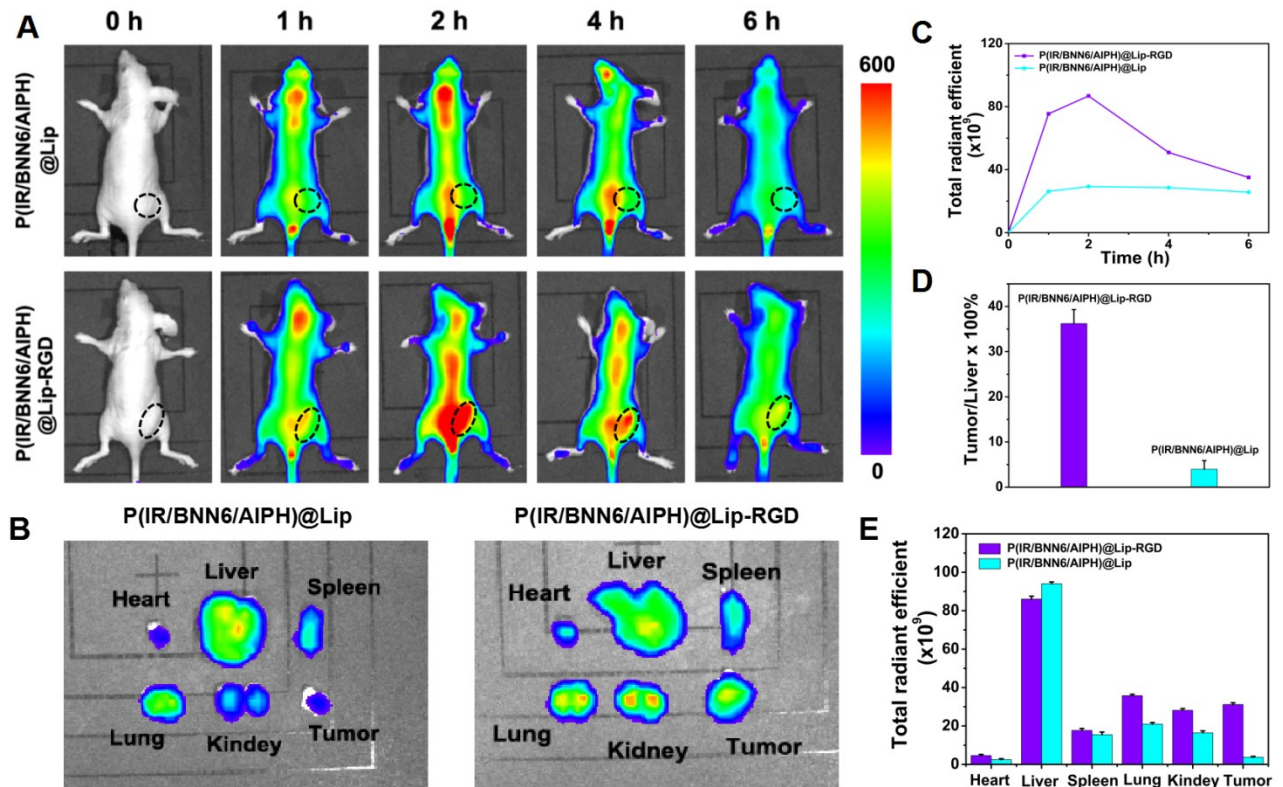 A
0 h
1 h
2 h
4 h
6 h
P(IR/BNN6/AIPH)
@Lip
P(IR/BNN6/AIPH)
@Lip-RGD
600
0
B
P(IR/BNN6/AIPH)@Lip
Heart
Liver
Spleen
Lung
Kindey
Tumor
P(IR/BNN6/AIPH)@Lip-RGD
Heart
Liver
Spleen
Lung
Kidney
Tumor
C
Total radiant efficient
(x10⁹)
120
80
40
0
P(IR/BNN6/AIPH)@Lip-RGD
P(IR/BNN6/AIPH)@Lip
0
2
4
6
Time (h)
D
Tumor/Liver x 100%
40
30
20
10
0
P(IR/BNN6/AIPH)@Lip-RGD
P(IR/BNN6/AIPH)@Lip
E
Total radiant efficient
(x10⁹)
120
100
80
60
40
20
0
P(IR/BNN6/AIPH)@Lip-RGD
P(IR/BNN6/AIPH)@Lip
Heart Liver Spleen Lung Kindey Tumor